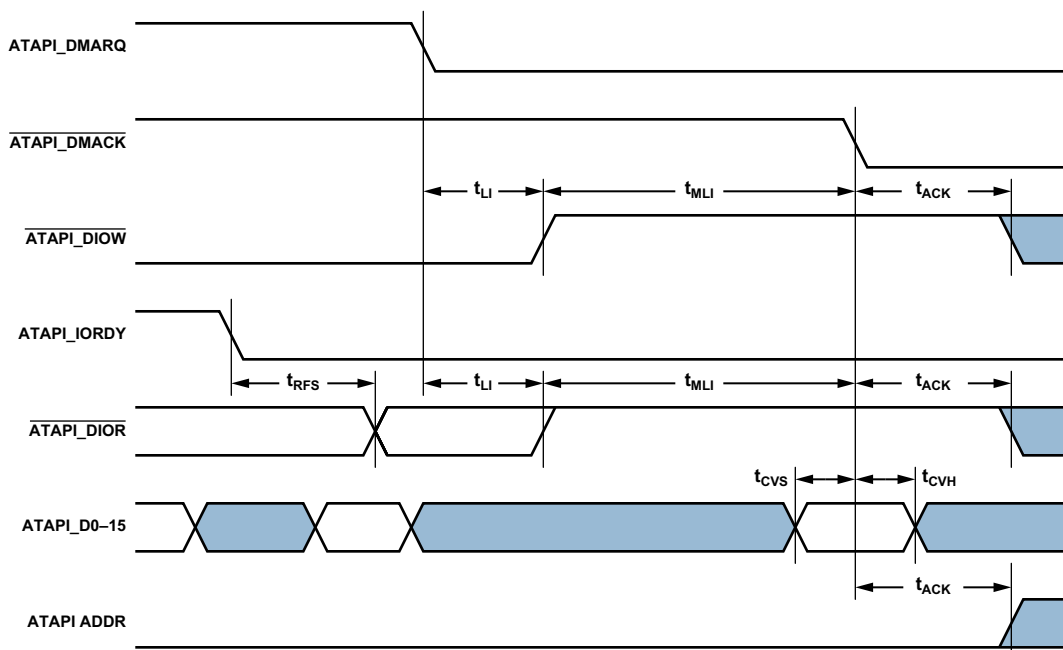 ATAPI_DMARQ
ATAPI_DMACK
tLI tMLI tACK
ATAPI_DIOW
ATAPI_IORDY
tRFS tLI tMLI tACK
ATAPI_DIOR
tCVS tCVH
ATAPI_D0–15
tACK
ATAPI ADDR